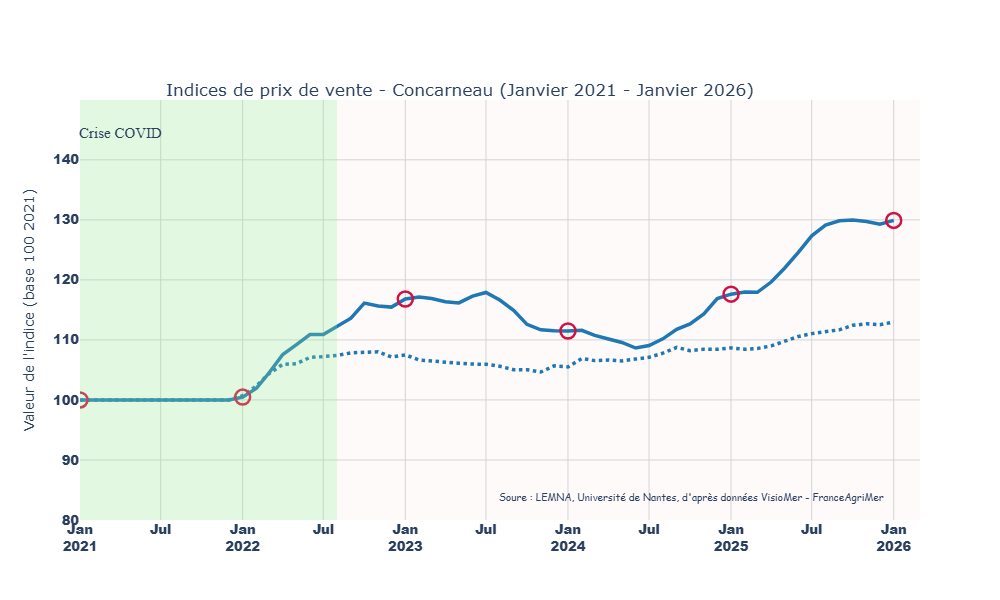 Indices de prix de vente - Concarneau (Janvier 2021 - Janvier 2026)
Crise COVID
Valeur de l'indice (base 100 2021)
140
130
120
110
100
90
80
Soure : LEMNA, Université de Nantes, d'après données VisioMer - FranceAgriMer
Jan Jul Jan Jul Jan Jul Jan Jul Jan Jul Jan
2021 2022 2023 2024 2025 2026